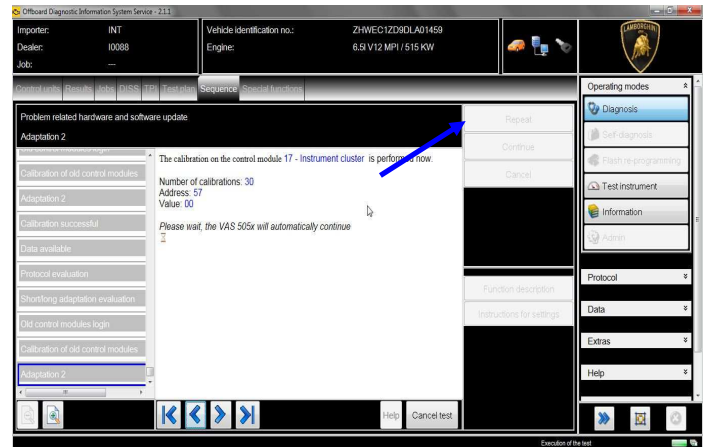 Offboard Diagnostic Information System Service - 2.1.1
Importer: INT
Dealer: I0088
Job: ---
Vehicle identification no.: ZHWEC1ZD9DLA01459
Engine: 6.5l V12 MPI / 515 KW
LAMBORGHINI
Control units Results Jobs DISS TPI Test plan Sequence Special functions
Problem related hardware and software update
Adaptation 2
Calibration of old control modules
Adaptation 2
Calibration successful
Data available
Protocol evaluation
Short/long adaptation evaluation
Old control modules login
Calibration of old control modules
Adaptation 2
The calibration on the control module 17 - Instrument cluster is performed now.
Number of calibrations: 30
Address: 57
Value: 00
Please wait, the VAS 505x will automatically continue
Help
Cancel test
Repeat
Continue
Cancel
Function description
Instructions for settings
Operating modes
Diagnosis
Self-diagnosis
Flash re-programming
Test instrument
Information
Admin
Protocol
Data
Extras
Help
Execution of the test